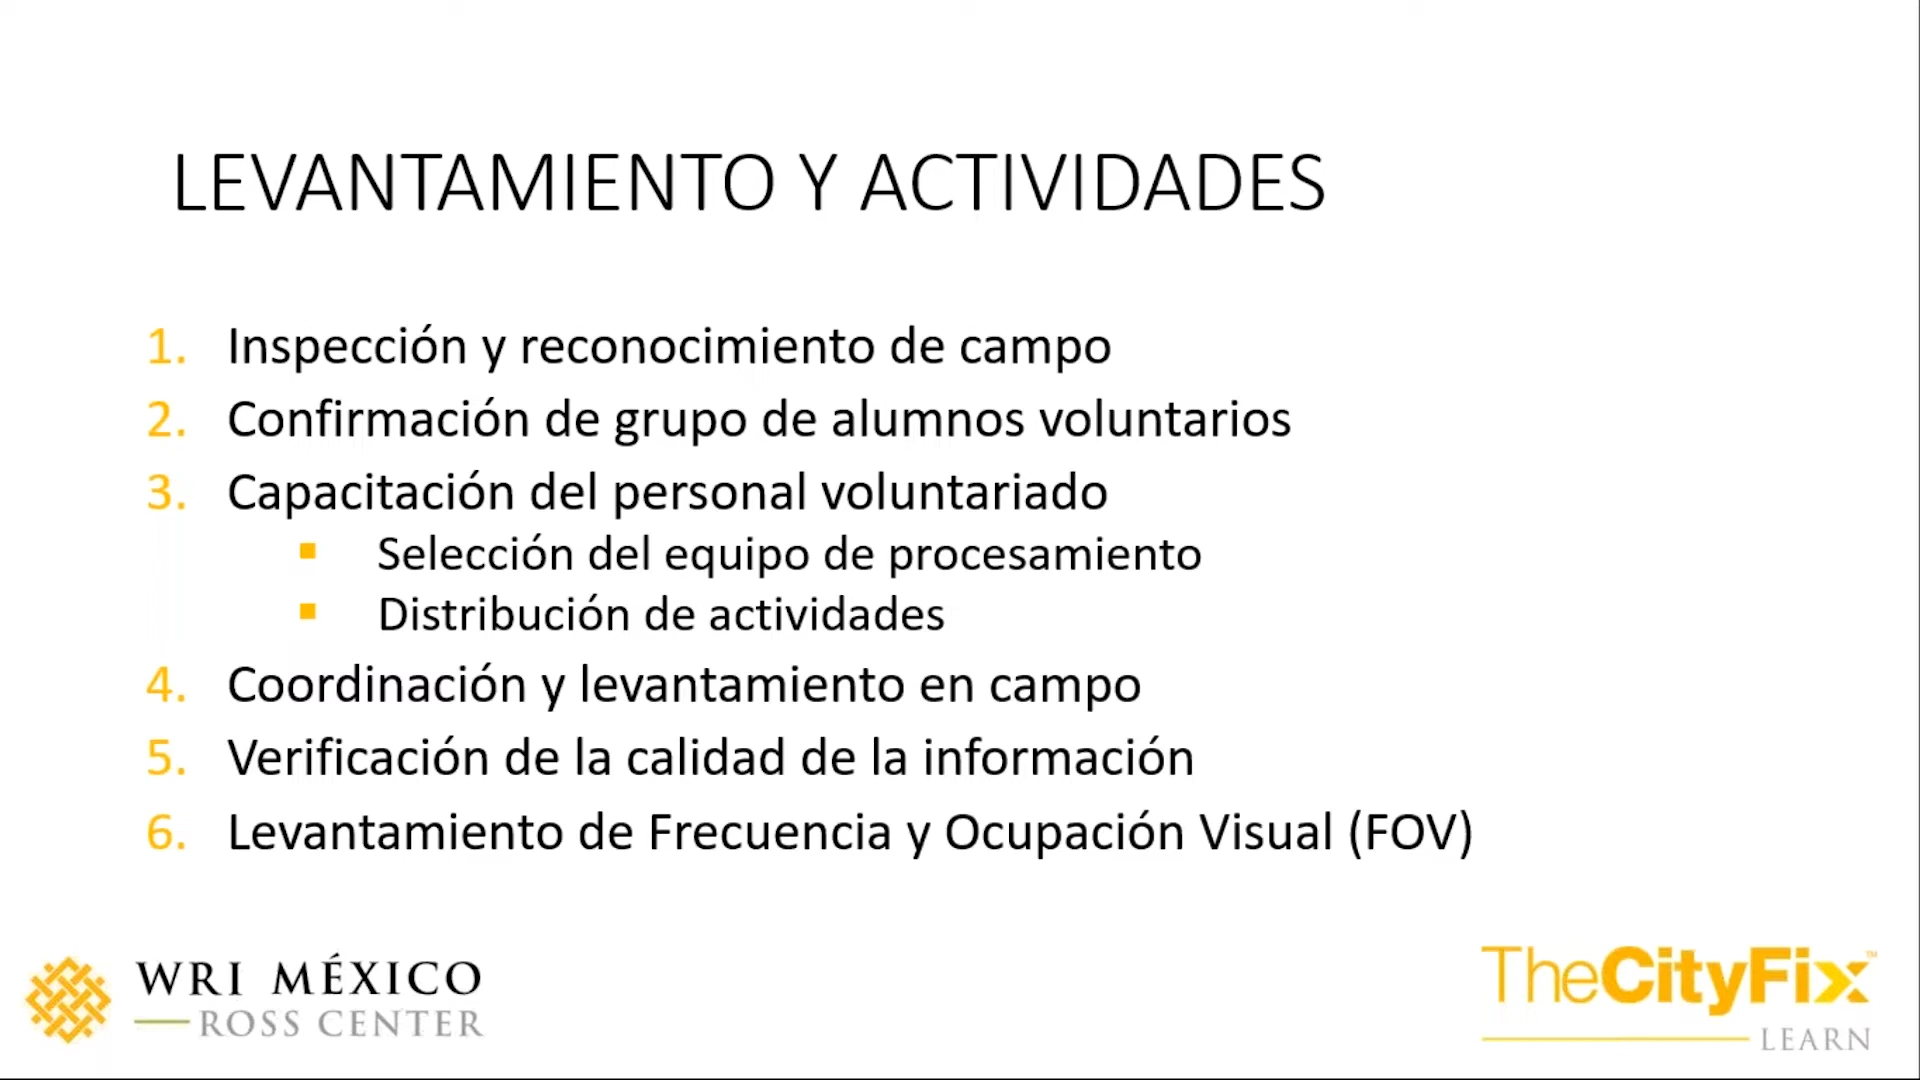 LEVANTAMIENTO Y ACTIVIDADES
1. Inspección y reconocimiento de campo
2. Confirmación de grupo de alumnos voluntarios
3. Capacitación del personal voluntariado
▪ Selección del equipo de procesamiento
▪ Distribución de actividades
4. Coordinación y levantamiento en campo
5. Verificación de la calidad de la información
6. Levantamiento de Frecuencia y Ocupación Visual (FOV)
WRI MÉXICO
ROSS CENTER
TheCityFix™
LEARN